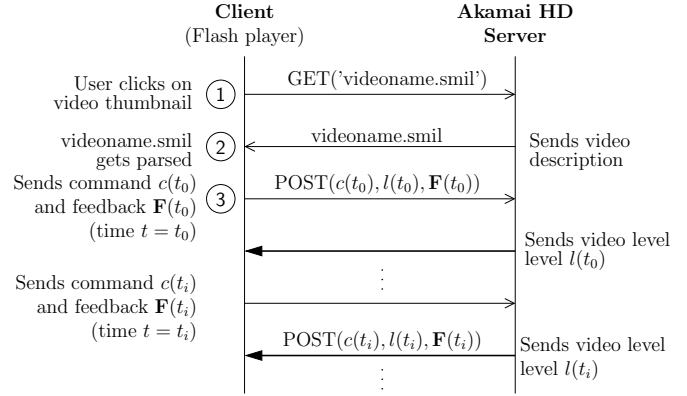 Client
(Flash player)
Akamai HD
Server
User clicks on
video thumbnail
1
GET('videoname.smil')
videoname.smil
gets parsed
2
videoname.smil
Sends video
description
Sends command c(t0)
and feedback F(t0)
(time t = t0)
3
POST(c(t0), l(t0), F(t0))
Sends video level
level l(t0)
Sends command c(ti)
and feedback F(ti)
(time t = ti)
POST(c(ti), l(ti), F(ti))
Sends video level
level l(ti)